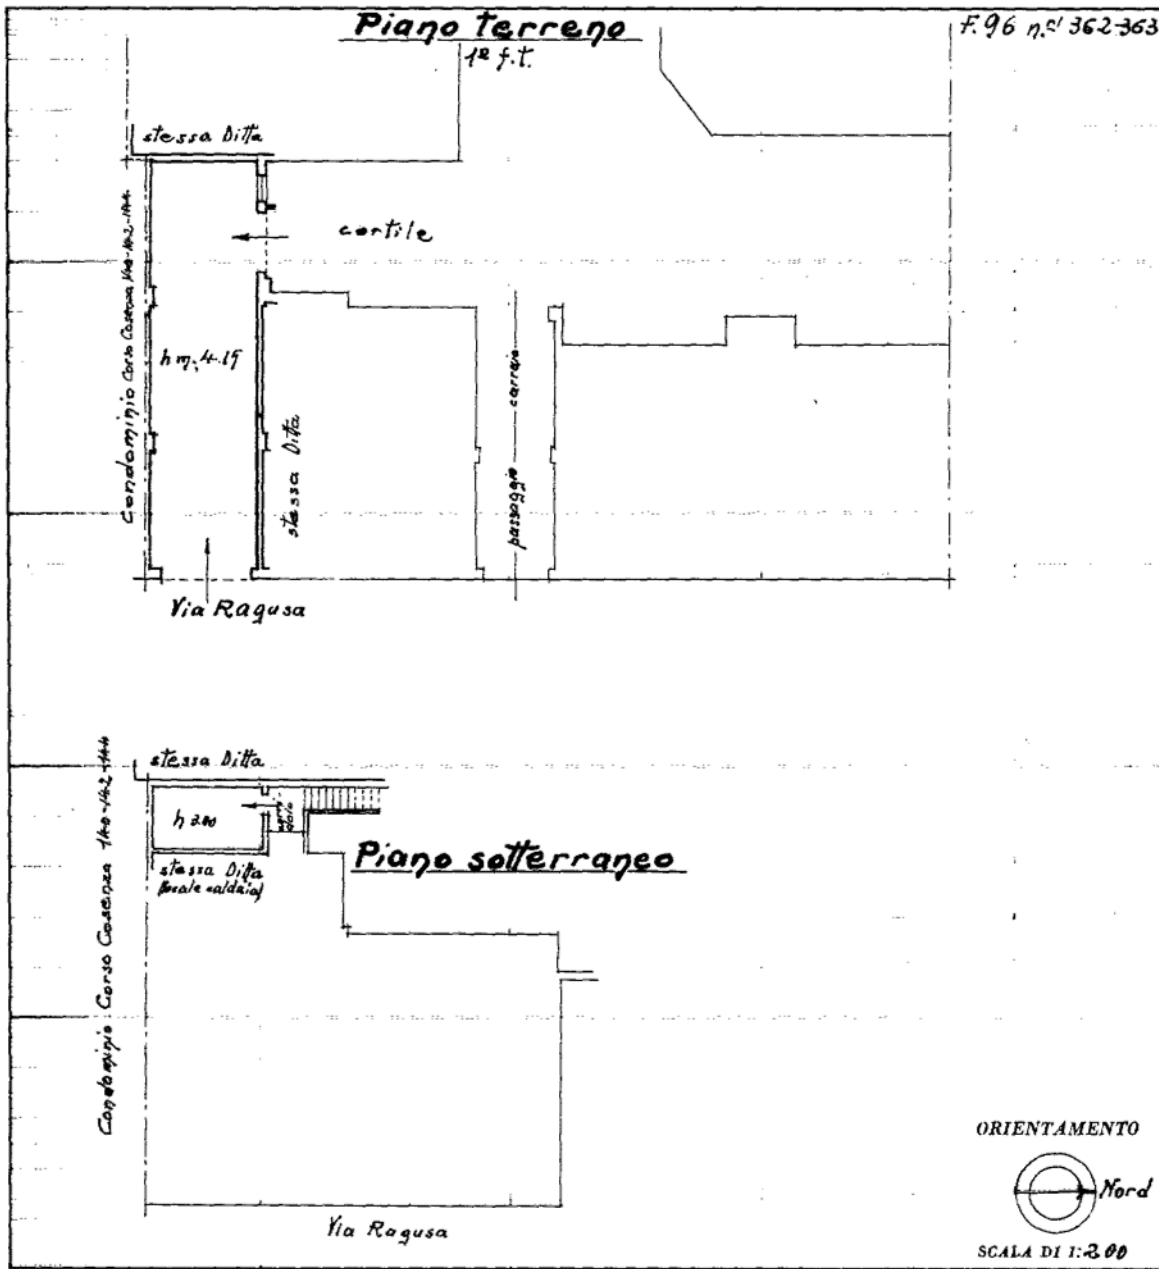 Piano terreno
1º f.t.
F. 96 n.ri 362-363
stessa Ditta
cortile
Condominio Corso Cosenza 140-142-144
h m. 4.15
stessa Ditta
passaggio carraio
Via Ragusa
stessa Ditta
h 3.00
Piano sotterraneo
stessa Ditta
(locale caldaia)
Condominio Corso Cosenza 140-142-144
Via Ragusa
ORIENTAMENTO
Nord
SCALA DI 1:200